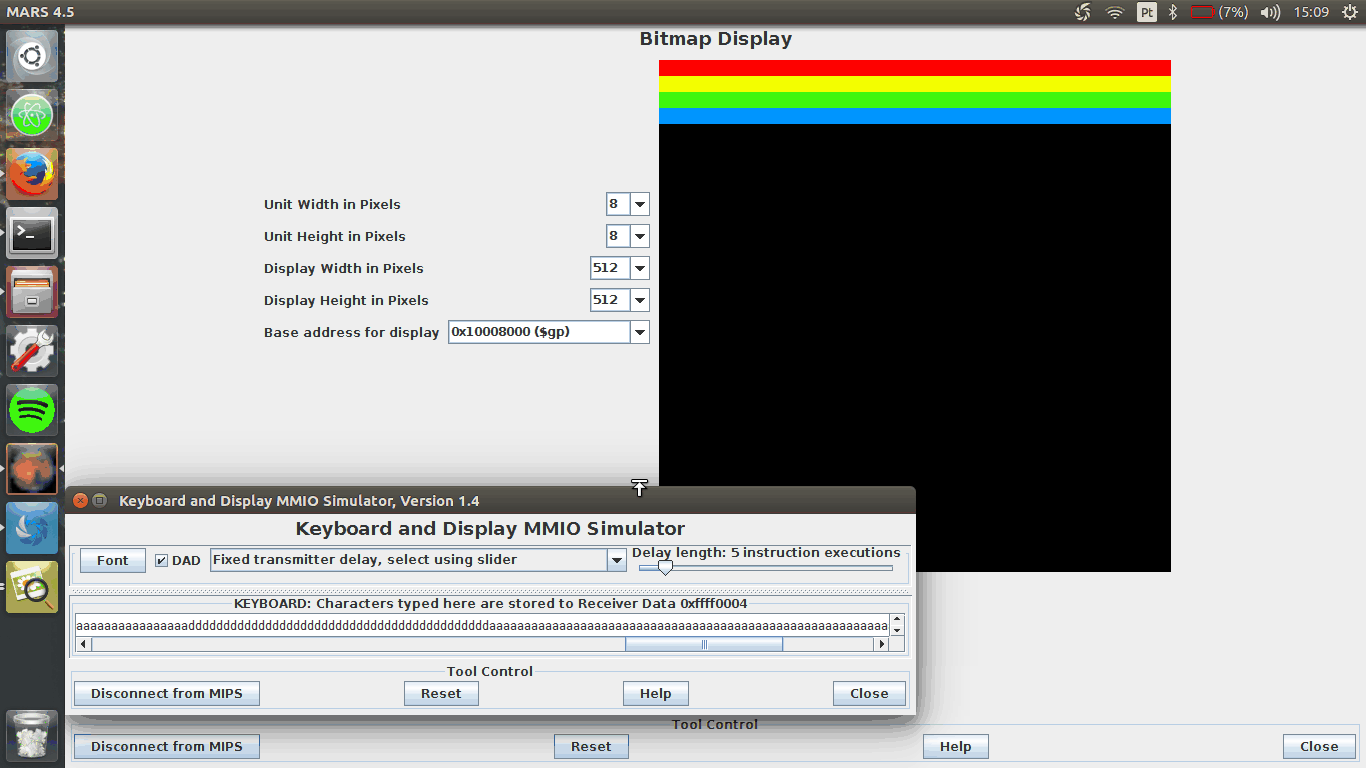 MARS 4.5
Pt
(7%)
15:09
Bitmap Display
Unit Width in Pixels 8
Unit Height in Pixels 8
Display Width in Pixels 512
Display Height in Pixels 512
Base address for display 0x10008000 ($gp)
Keyboard and Display MMIO Simulator, Version 1.4
Keyboard and Display MMIO Simulator
Font DAD Fixed transmitter delay, select using slider Delay length: 5 instruction executions
KEYBOARD: Characters typed here are stored to Receiver Data 0xffff0004
Tool Control
Disconnect from MIPS Reset Help Close
Tool Control
Disconnect from MIPS Reset Help Close